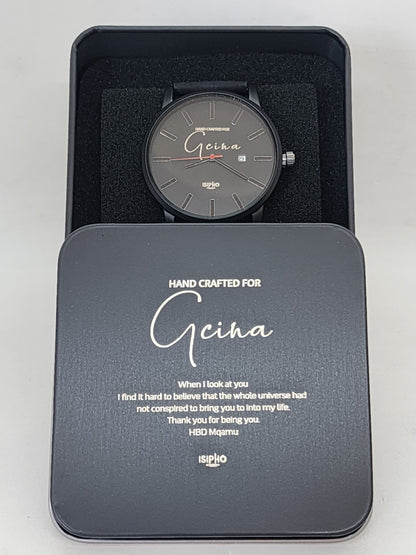 HAND CRAFTED FOR
Gcina
ISIPHO
HAND CRAFTED FOR
Gcina
When I look at you
I find it hard to believe that the whole universe had
not conspired to bring you to into my life.
Thank you for being you.
HBD Mqamu
ISIPHO